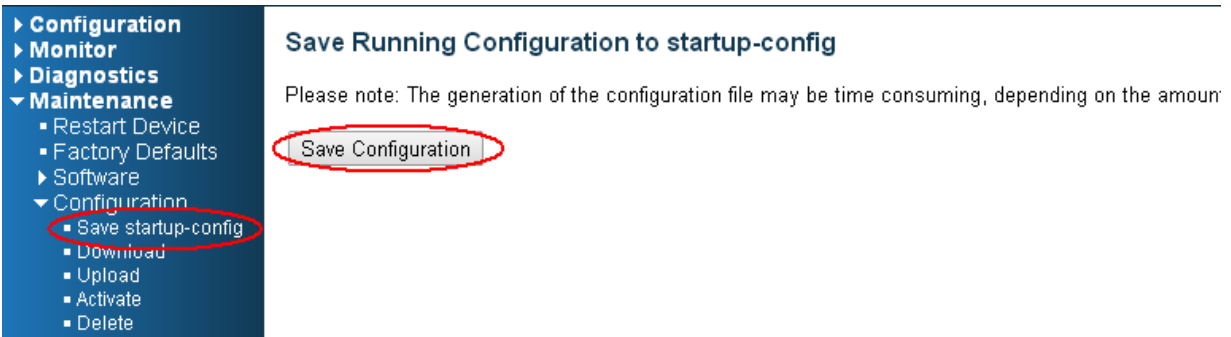 Configuration
Monitor
Diagnostics
Maintenance
Restart Device
Factory Defaults
Software
Configuration
Save startup-config
Download
Upload
Activate
Delete
Save Running Configuration to startup-config
Please note: The generation of the configuration file may be time consuming, depending on the amoun
Save Configuration